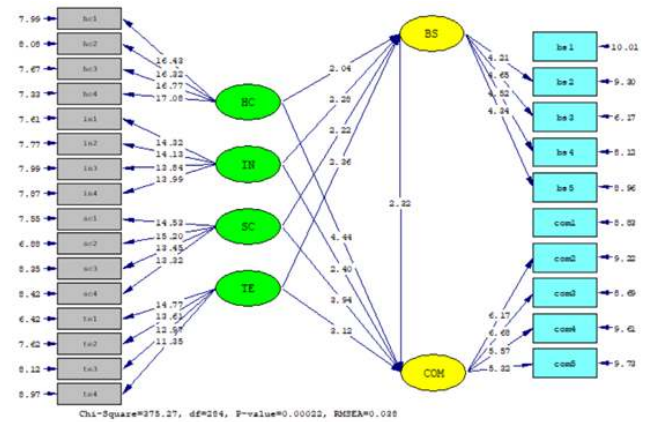 7.99 hc1
8.08 hc2
7.67 hc3
7.33 hc4
7.61 in1
7.77 in2
7.99 in3
7.87 in4
7.55 sc1
6.88 sc2
8.35 sc3
8.42 sc4
6.42 te1
7.62 te2
8.12 te3
8.97 te4
16.43
16.32
16.77
17.08
14.32
14.13
13.84
13.99
14.53
15.20
13.45
13.32
14.77
13.61
12.97
11.35
HC
IN
SC
TE
2.04
2.28
2.22
2.36
4.44
2.40
3.94
3.12
2.32
BS
COM
4.21
4.65
4.52
4.34
6.17
6.68
5.57
5.32
bs1 10.01
bs2 9.30
bs3 6.17
bs4 8.12
bs5 8.96
com1 8.83
com2 9.22
com3 8.69
com4 9.61
com5 9.73
Chi-Square=375.27, df=284, P-value=0.00022, RMSEA=0.038